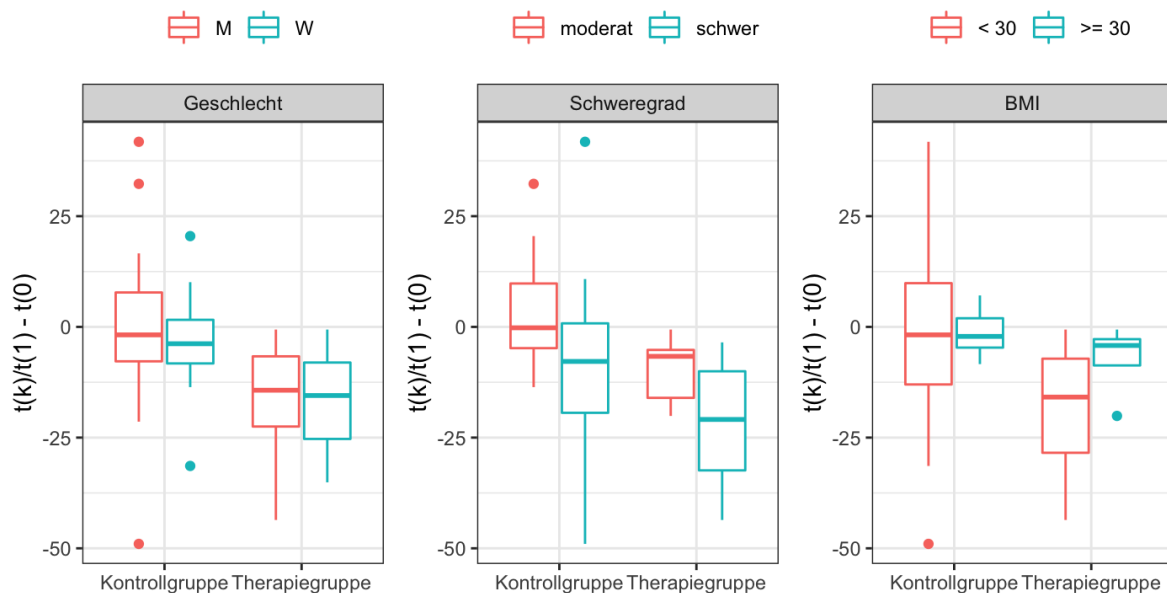 M W
moderat schwer
< 30 >= 30
Geschlecht
Schweregrad
BMI
t(k)/t(1) - t(0)
25
0
-25
-50
Kontrollgruppe Therapiegruppe
t(k)/t(1) - t(0)
25
0
-25
-50
Kontrollgruppe Therapiegruppe
t(k)/t(1) - t(0)
25
0
-25
-50
Kontrollgruppe Therapiegruppe